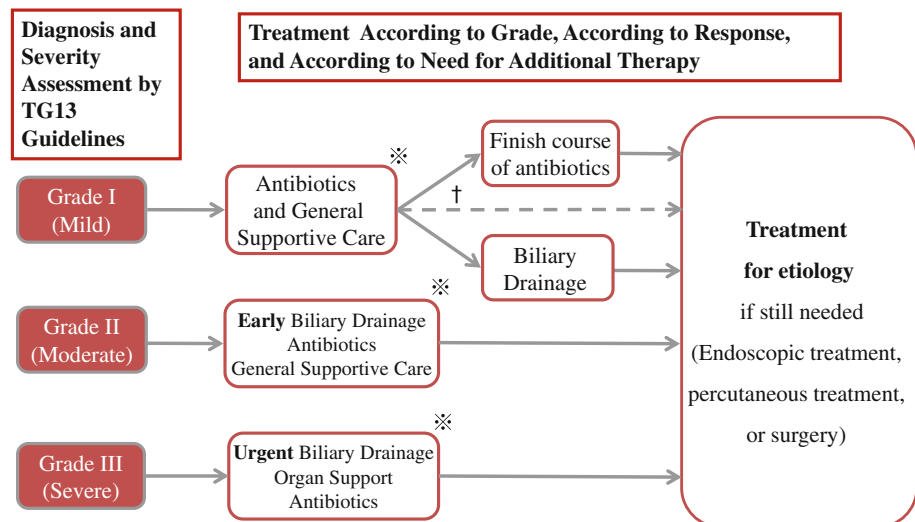 Diagnosis and
Severity
Assessment by
TG13
Guidelines
Treatment According to Grade, According to Response,
and According to Need for Additional Therapy
Grade I
(Mild)
※
Antibiotics
and General
Supportive Care
†
Finish course
of antibiotics
Biliary
Drainage
Grade II
(Moderate)
※
Early Biliary Drainage
Antibiotics
General Supportive Care
Grade III
(Severe)
※
Urgent Biliary Drainage
Organ Support
Antibiotics
Treatment
for etiology
if still needed
(Endoscopic treatment,
percutaneous treatment,
or surgery)